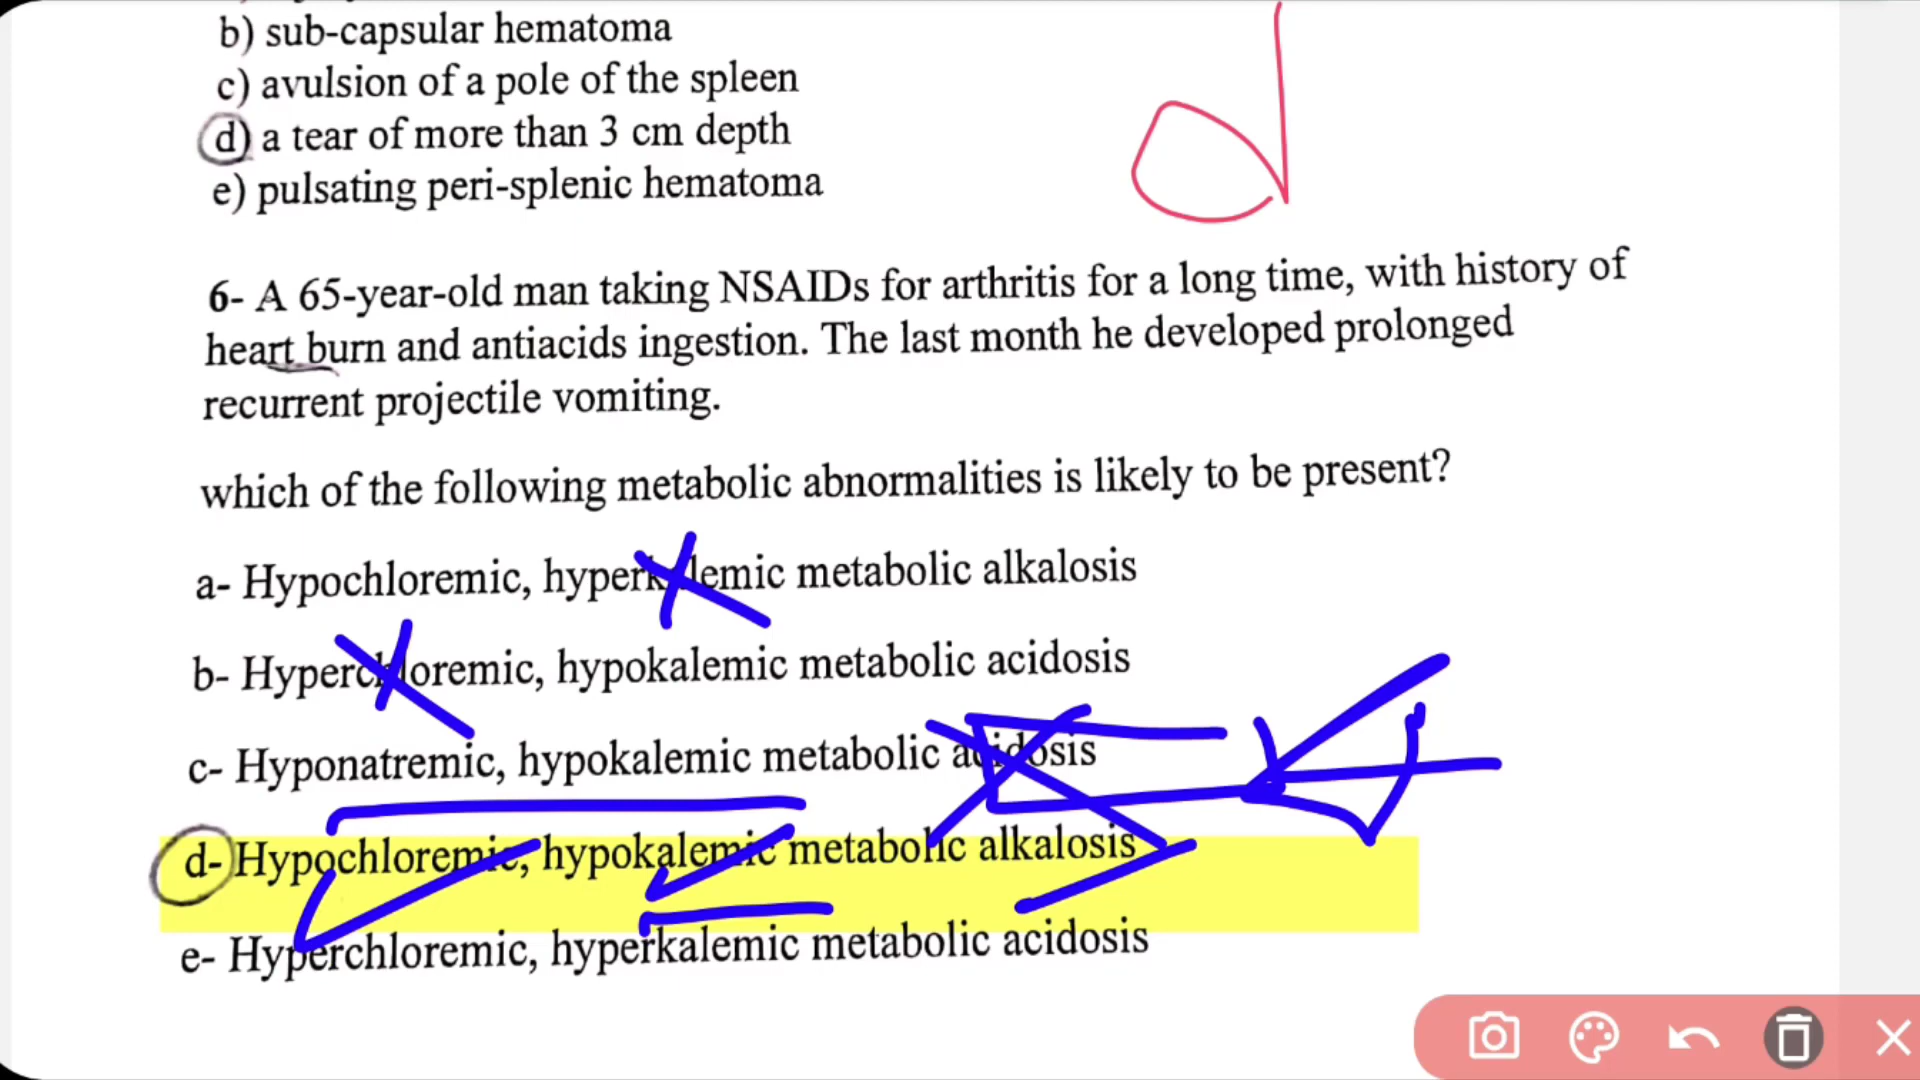 b) sub-capsular hematoma
c) avulsion of a pole of the spleen
d) a tear of more than 3 cm depth
e) pulsating peri-splenic hematoma
d
6- A 65-year-old man taking NSAIDs for arthritis for a long time, with history of
heart burn and antiacids ingestion. The last month he developed prolonged
recurrent projectile vomiting.
which of the following metabolic abnormalities is likely to be present?
a- Hypochloremic, hyperkalemic metabolic alkalosis
b- Hyperchloremic, hypokalemic metabolic acidosis
c- Hyponatremic, hypokalemic metabolic acidosis
d- Hypochloremic, hypokalemic metabolic alkalosis
e- Hyperchloremic, hyperkalemic metabolic acidosis